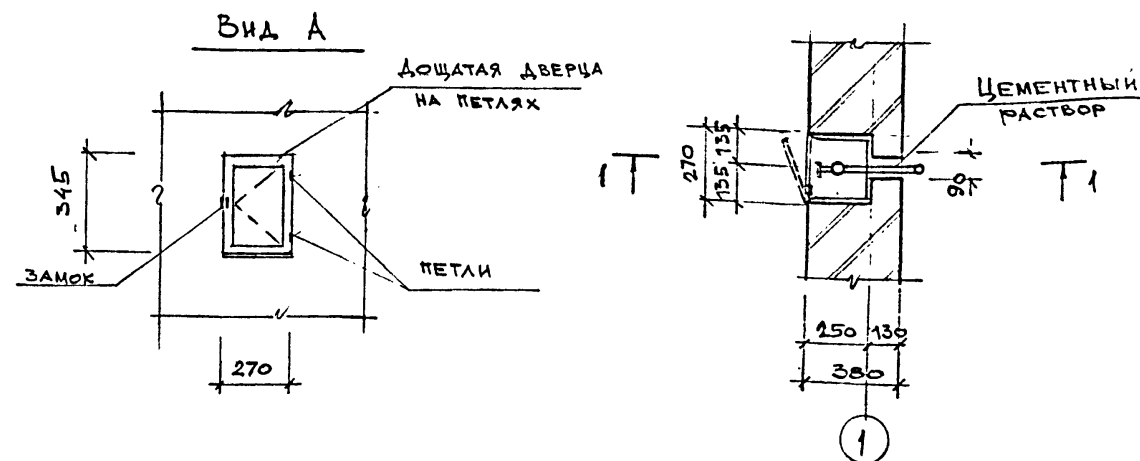 Вид А
ДОЩАТАЯ ДВЕРЦА
НА ПЕТЛЯХ
345
ЗАМОК
ПЕТЛИ
270
ЦЕМЕНТНЫЙ
РАСТВОР
1
270
135
135
90
1
250
130
380
1